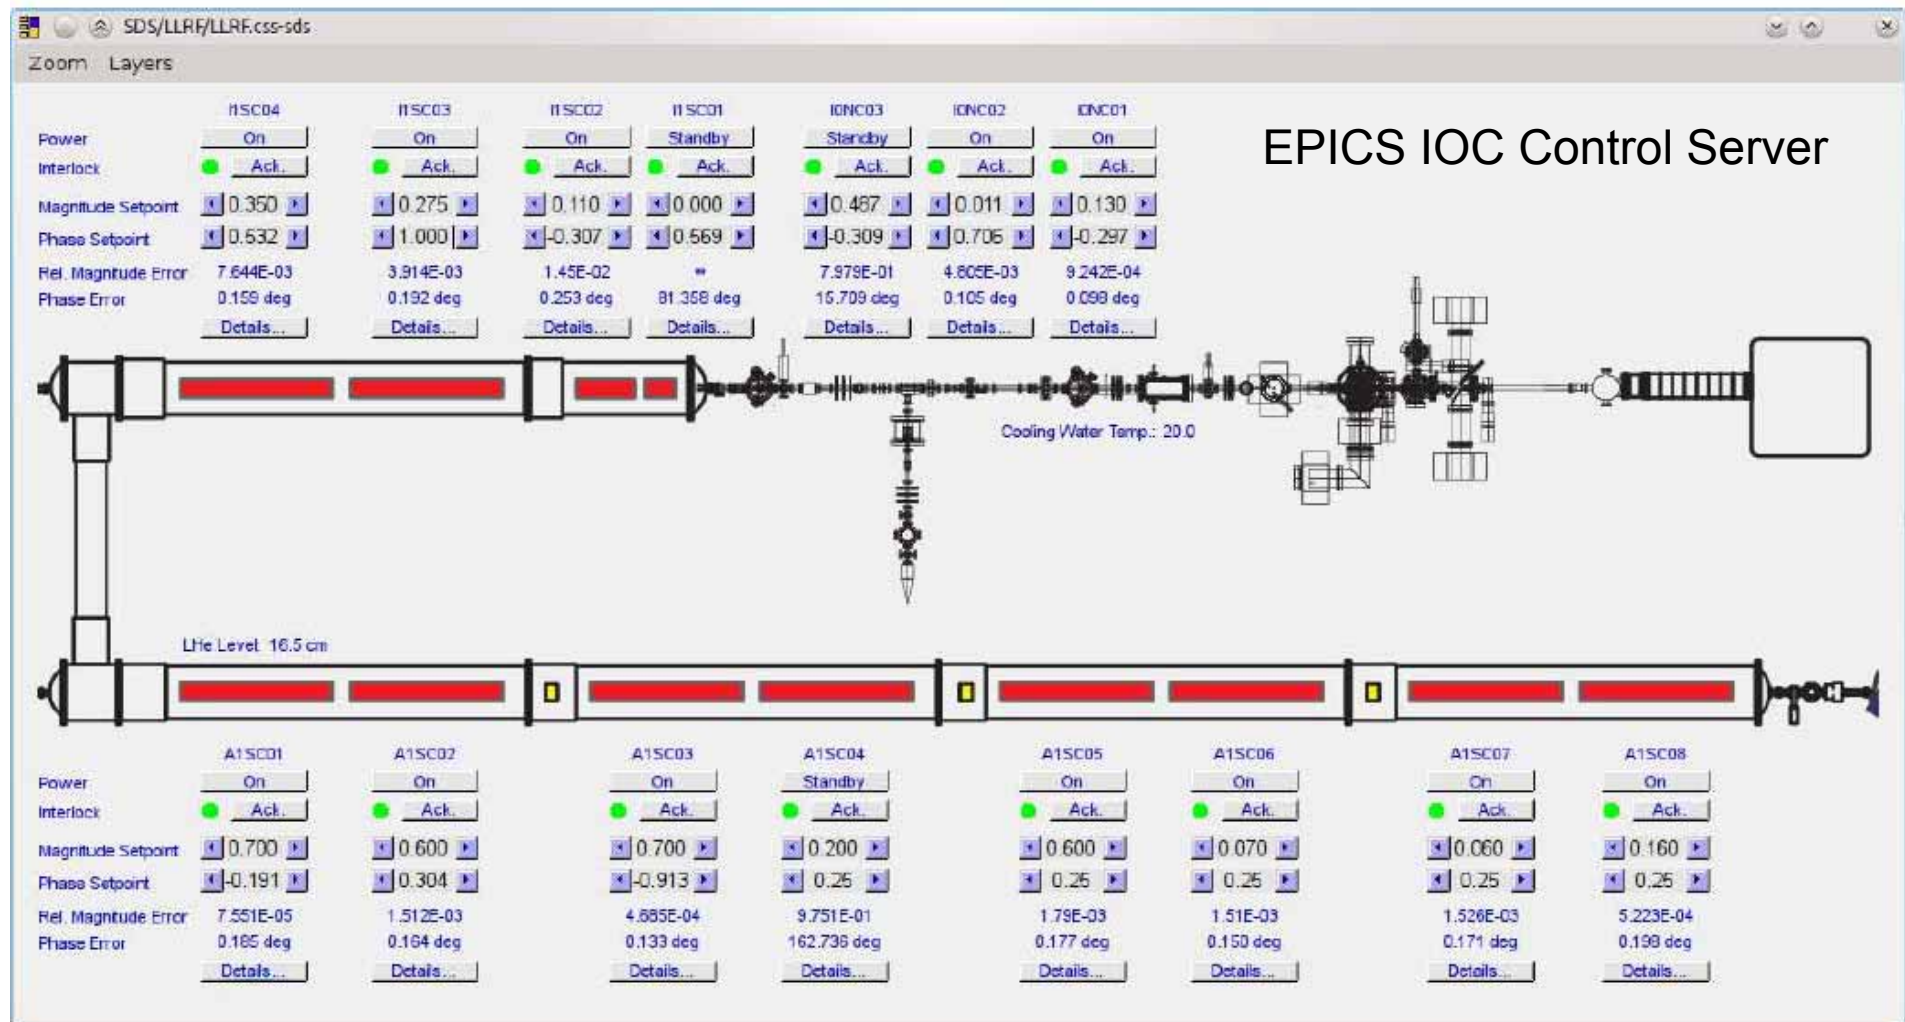 SDS/LLRF/LLRF.css-sds
Zoom Layers
EPICS IOC Control Server
I1SC04 I1SC03 I1SC02 I1SC01 I0NC03 I0NC02 I0NC01
Power On On On Standby Standby On On
Interlock Ack. Ack. Ack. Ack. Ack. Ack. Ack.
Magnitude Setpoint 0.350 0.275 0.110 0.000 0.487 0.011 0.130
Phase Setpoint 0.532 1.000 -0.307 0.569 -0.309 0.706 -0.297
Rel. Magnitude Error 7.644E-03 3.914E-03 1.45E-02 ∞ 7.979E-01 4.805E-03 9.242E-04
Phase Error 0.159 deg 0.192 deg 0.253 deg 81.358 deg 15.709 deg 0.105 deg 0.098 deg
Details... Details... Details... Details... Details... Details... Details...
Cooling Water Temp.: 20.0
LHe Level 16.5 cm
A1SC01 A1SC02 A1SC03 A1SC04 A1SC05 A1SC06 A1SC07 A1SC08
Power On On On Standby On On On On
Interlock Ack. Ack. Ack. Ack. Ack. Ack. Ack. Ack.
Magnitude Setpoint 0.700 0.600 0.700 0.200 0.600 0.070 0.060 0.160
Phase Setpoint -0.191 0.304 -0.913 0.25 0.25 0.25 0.25 0.25
Rel. Magnitude Error 7.551E-05 1.512E-03 4.685E-04 9.751E-01 1.79E-03 1.51E-03 1.526E-03 5.223E-04
Phase Error 0.185 deg 0.164 deg 0.133 deg 162.736 deg 0.177 deg 0.150 deg 0.171 deg 0.198 deg
Details... Details... Details... Details... Details... Details... Details... Details...